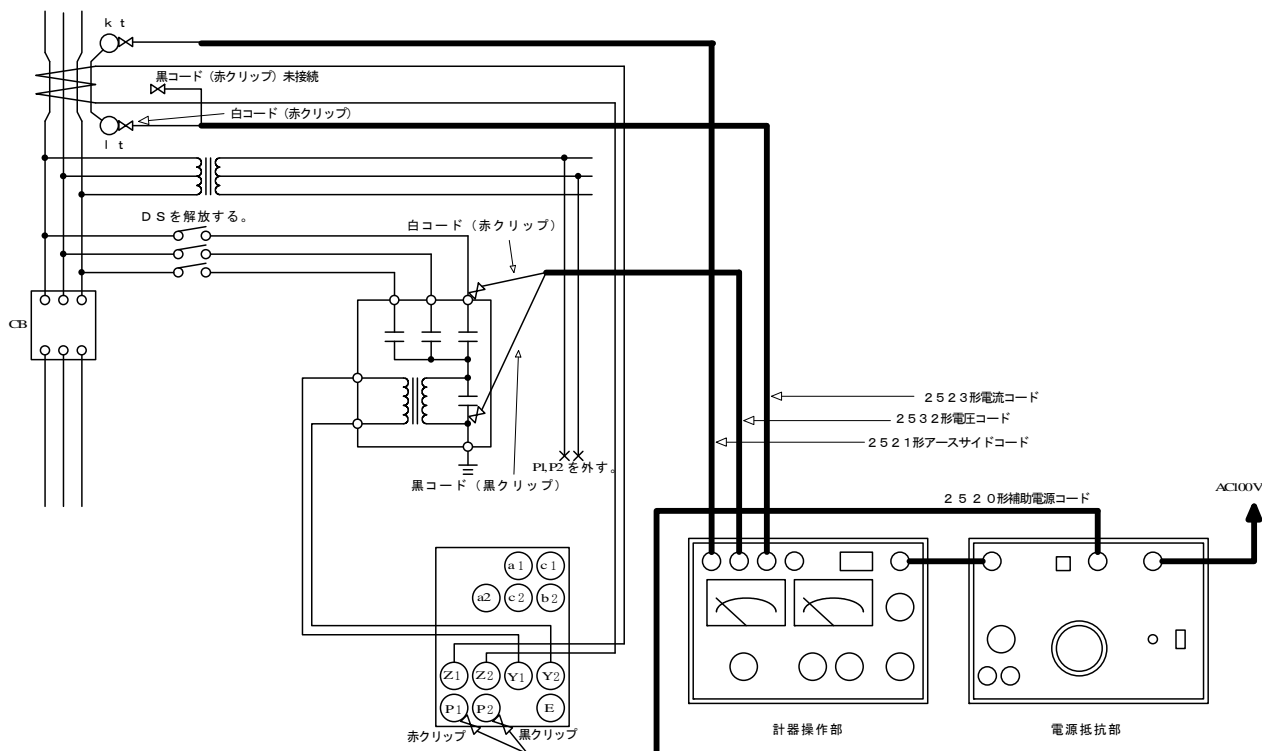 k t
黒コード（赤クリップ）未接続
白コード（赤クリップ）
l t
DSを解放する。
白コード（赤クリップ）
CB
2523形電流コード
2532形電圧コード
2521形アースサイドコード
P1,P2を外す。
黒コード（黒クリップ）
2520形補助電源コード
AC100V
a1 c1
a2 c2 b2
Z1 Z2 Y1 Y2
P1 P2 E
赤クリップ 黒クリップ
計器操作部
電源抵抗部